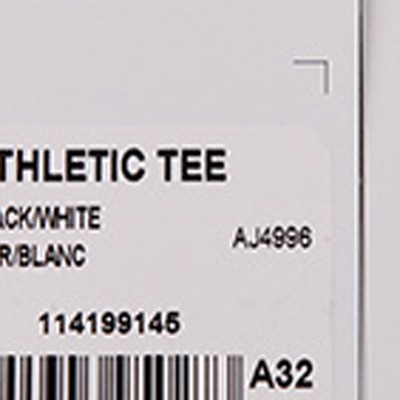 THLETIC TEE
ACK/WHITE
R/BLANC
AJ4996
114199145
A32